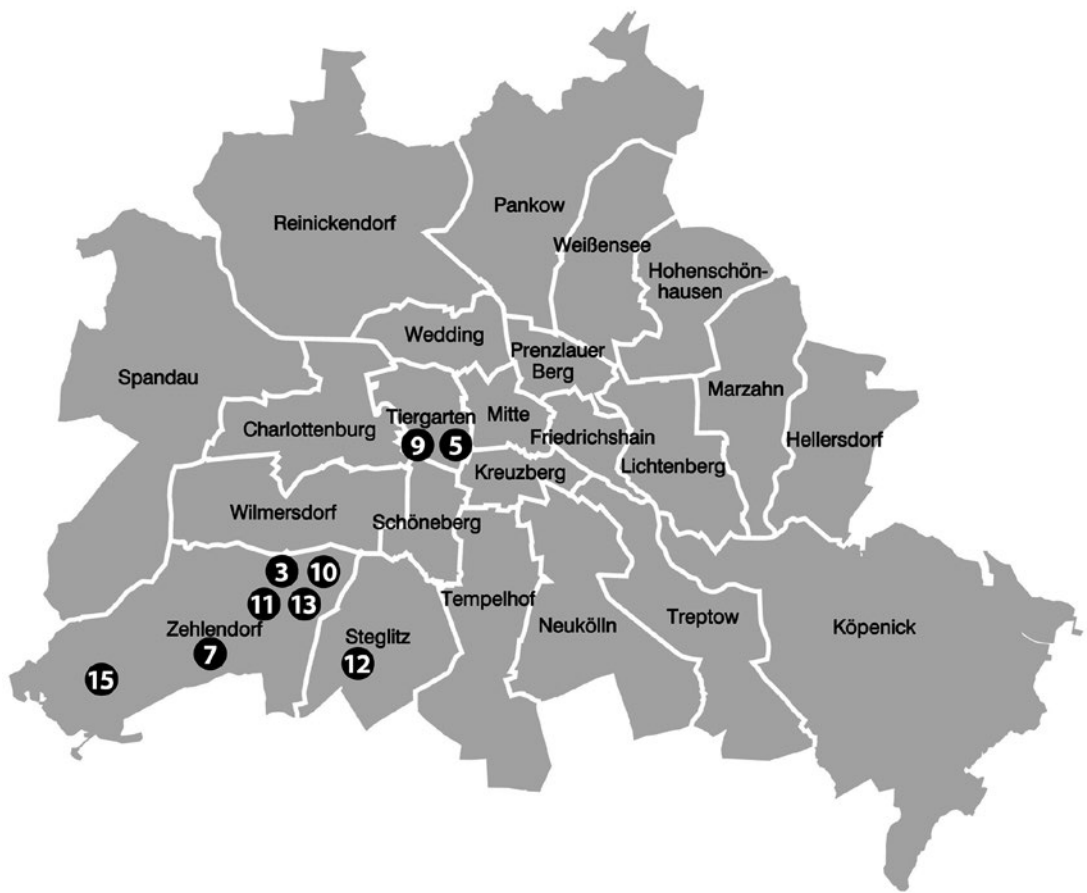 Pankow
Reinickendorf
Weißensee
Hohenschön-
hausen
Wedding
Prenzlauer
Berg
Spandau
Marzahn
Tiergarten
Mitte
Charlottenburg
Friedrichshain
Hellersdorf
9 5
Lichtenberg
Kreuzberg
Wilmersdorf
Schöneberg
3 10
11 13
Tempelhof
Zehlendorf
Neukölln
Treptow
Köpenick
Steglitz
7
12
15